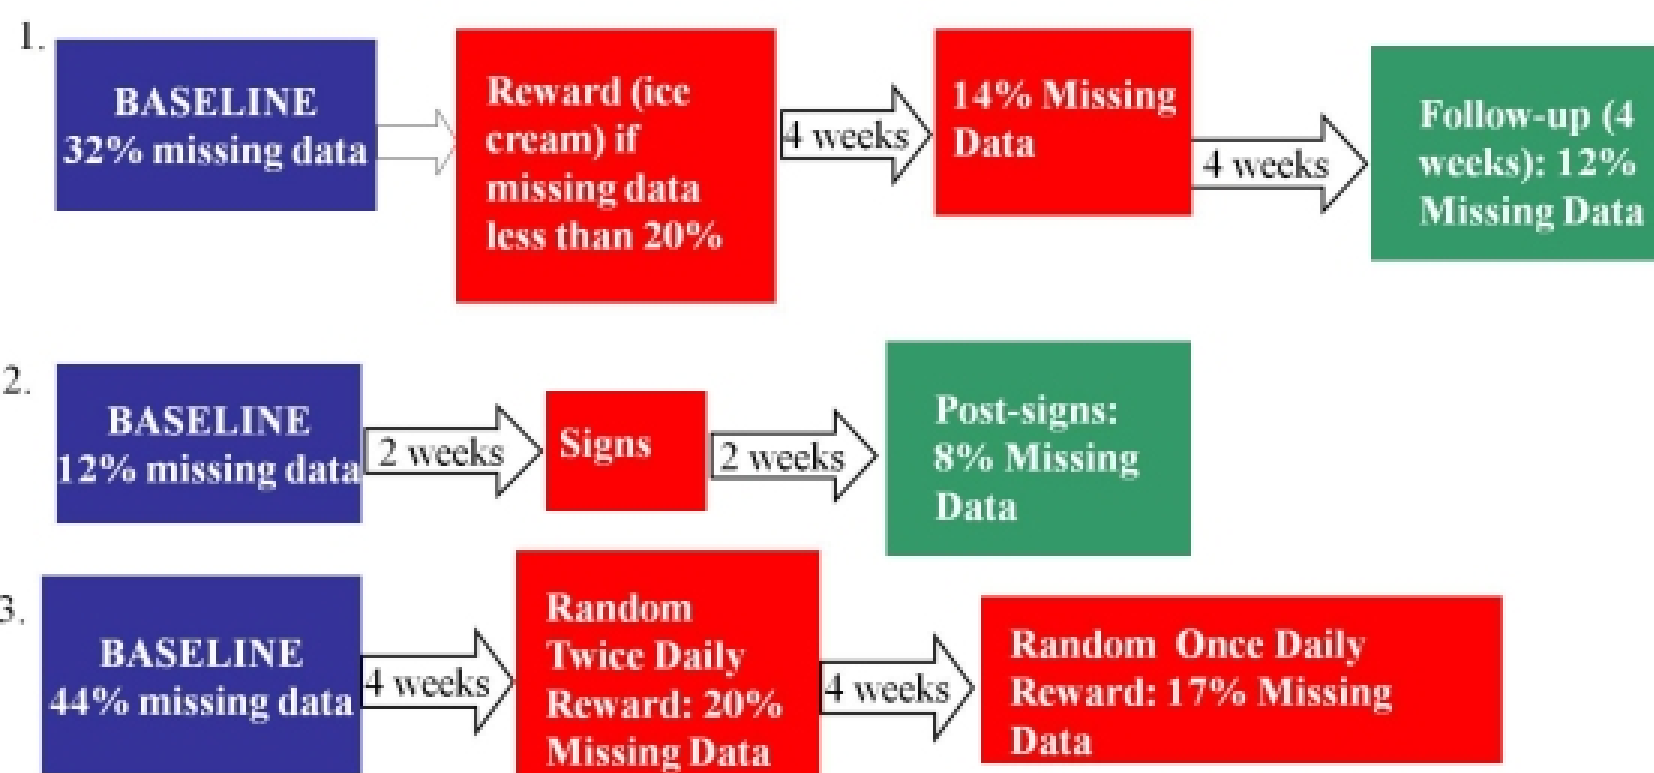 1.
BASELINE
32% missing data
Reward (ice
cream) if
missing data
less than 20%
4 weeks
14% Missing
Data
4 weeks
Follow-up (4
weeks): 12%
Missing Data
2.
BASELINE
12% missing data
2 weeks
Signs
2 weeks
Post-signs:
8% Missing
Data
3.
BASELINE
44% missing data
4 weeks
Random
Twice Daily
Reward: 20%
Missing Data
4 weeks
Random Once Daily
Reward: 17% Missing
Data